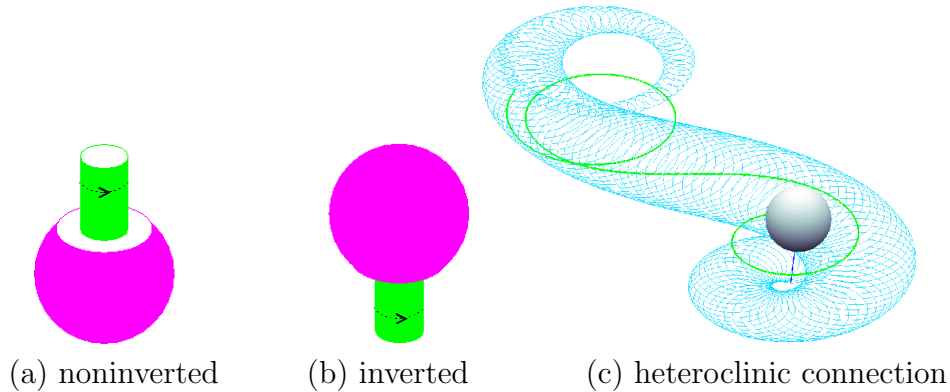 (a) noninverted
(b) inverted
(c) heteroclinic connection